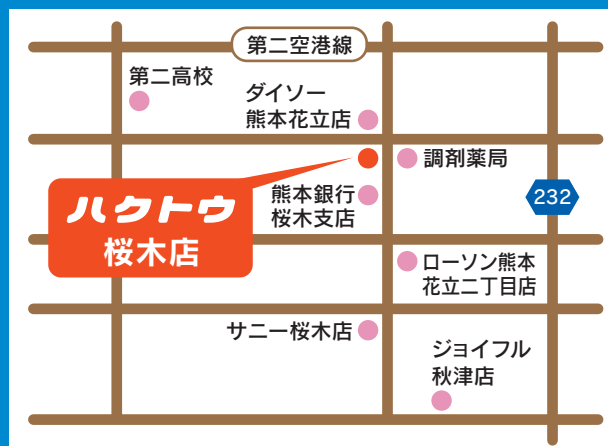 第二空港線
第二高校
ダイソー
熊本花立店
調剤薬局
ハクトウ
桜木店
熊本銀行
桜木支店
232
ローソン熊本
花立二丁目店
サニー桜木店
ジョイフル
秋津店